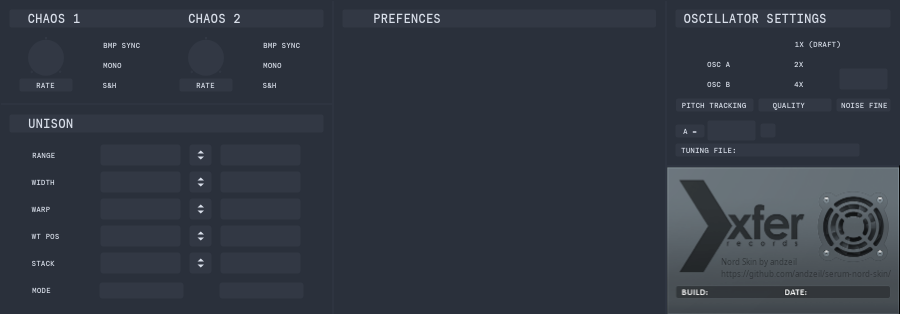 CHAOS 1
CHAOS 2
BMP SYNC
MONO
S&H
RATE
BMP SYNC
MONO
S&H
RATE
UNISON
RANGE
WIDTH
WARP
WT POS
STACK
MODE
PREFENCES
OSCILLATOR SETTINGS
1X (DRAFT)
OSC A
2X
OSC B
4X
PITCH TRACKING
QUALITY
NOISE FINE
A =
TUNING FILE:
xfer
records
Nord Skin by andzeil
https://github.com/andzeil/serum-nord-skin/
BUILD:
DATE: